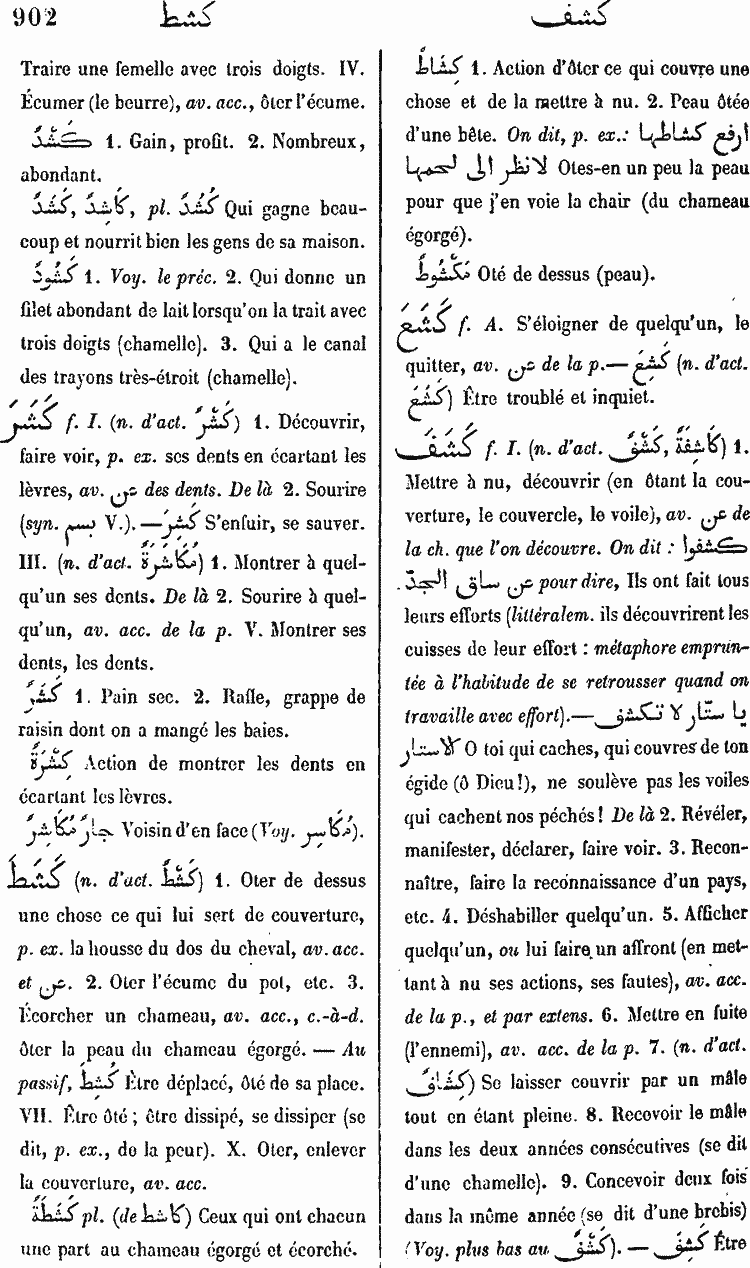 902 كشط كشف
Traire une femelle avec trois doigts. IV.
Écumer (le beurre), av. acc., ôter l'écume.
كَشْدٌ 1. Gain, profit. 2. Nombreux,
abondant.
كَاشِدٌ, كَشُدٌ, pl. كُشُدٌ Qui gagne beau-
coup et nourrit bien les gens de sa maison.
كَشُودٌ 1. Voy. le préc. 2. Qui donne un
filet abondant de lait lorsqu'on la trait avec
trois doigts (chamelle). 3. Qui a le canal
des trayons très-étroit (chamelle).
كَشَرَ f. I. (n. d'act. كَشْرٌ) 1. Découvrir,
faire voir, p. ex. ses dents en écartant les
lèvres, av. عن des dents. De là 2. Sourire
(syn. بسم V.). — كَشِرَ S'enfuir, se sauver.
III. (n. d'act. مُكَاشَرَةٌ) 1. Montrer à quel-
qu'un ses dents. De là 2. Sourire à quel-
qu'un, av. acc. de la p. V. Montrer ses
dents, les dents.
كَشْرٌ 1. Pain sec. 2. Rafle, grappe de
raisin dont on a mangé les baies.
كِشْرَةٌ Action de montrer les dents en
écartant les lèvres.
جَارٌ مُكَاشِرٌ Voisin d'en face (Voy. مُكَاسِر).
كَشَطَ (n. d'act. كَشْطٌ) 1. Oter de dessus
une chose ce qui lui sert de couverture,
p. ex. la housse du dos du cheval, av. acc.
et عن. 2. Oter l'écume du pot, etc. 3.
Écorcher un chameau, av. acc., c.-à-d.
ôter la peau du chameau égorgé. — Au
passif, كُشِطَ Être déplacé, ôté de sa place.
VII. Être ôté ; être dissipé, se dissiper (se
dit, p. ex., de la peur). X. Oter, enlever
la couverture, av. acc.
كَشَطَةٌ pl. (de كاشط) Ceux qui ont chacun
une part au chameau égorgé et écorché.
كِشَاطٌ 1. Action d'ôter ce qui couvre une
chose et de la mettre à nu. 2. Peau ôtée
d'une bête. On dit, p. ex.: ارفع كشاطها
لانظر الى لحمها Otes-en un peu la peau
pour que j'en voie la chair (du chameau
égorgé).
مَكْشُوطٌ Oté de dessus (peau).
كَشَعَ f. A. S'éloigner de quelqu'un, le
quitter, av. عن de la p. — كَشِعَ (n. d'act.
كَشَعٌ) Être troublé et inquiet.
كَشَفَ f. I. (n. d'act. كَشْفٌ, كَاشِفَةٌ) 1.
Mettre à nu, découvrir (en ôtant la cou-
verture, le couvercle, le voile), av. عن de
la ch. que l'on découvre. On dit : كشفوا
عن ساق الجدّ pour dire, Ils ont fait tous
leurs efforts (littéralem. ils découvrirent les
cuisses de leur effort : métaphore emprun-
tée à l'habitude de se retrousser quand on
travaille avec effort). — يا ستّار لا تكشف
لاستار O toi qui caches, qui couvres de ton
égide (ô Dieu!), ne soulève pas les voiles
qui cachent nos péchés! De là 2. Révéler,
manifester, déclarer, faire voir. 3. Recon-
naître, faire la reconnaissance d'un pays,
etc. 4. Déshabiller quelqu'un. 5. Afficher
quelqu'un, ou lui faire un affront (en met-
tant à nu ses actions, ses fautes), av. acc.
de la p., et par extens. 6. Mettre en fuite
(l'ennemi), av. acc. de la p. 7. (n. d'act.
كِشَافٌ) Se laisser couvrir par un mâle
tout en étant pleine. 8. Recevoir le mâle
dans les deux années consécutives (se dit
d'une chamelle). 9. Concevoir deux fois
dans la même année (se dit d'une brebis)
(Voy. plus bas au كَشْفٌ). — كَشِفَ Être